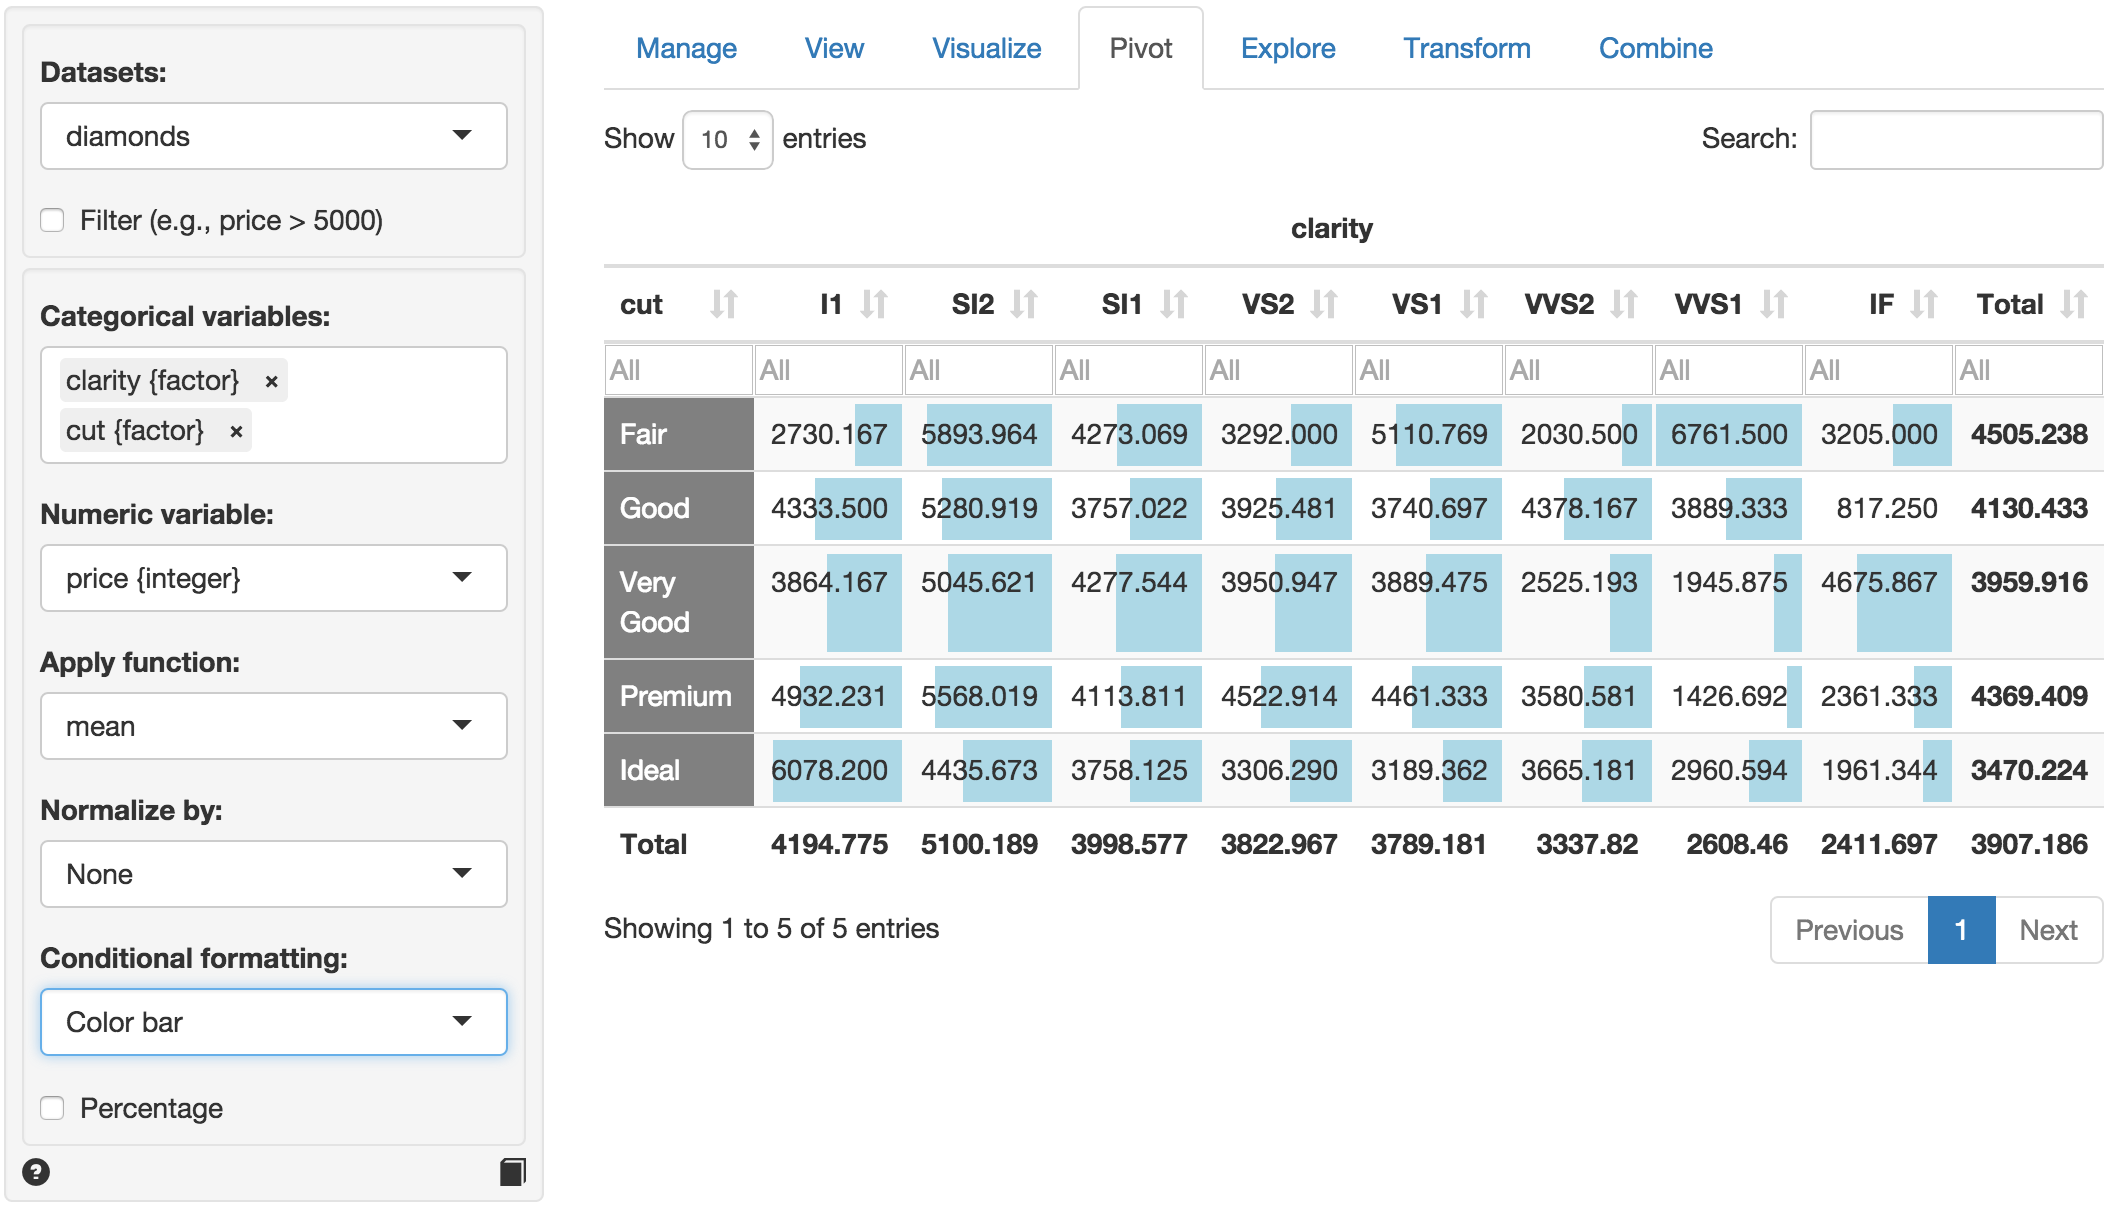 Datasets:
diamonds
Filter (e.g., price > 5000)
Categorical variables:
clarity {factor} ×
cut {factor} ×
Numeric variable:
price {integer}
Apply function:
mean
Normalize by:
None
Conditional formatting:
Color bar
Percentage
?
Manage View Visualize Pivot Explore Transform Combine
Show 10 entries Search:
clarity
cut I1 SI2 SI1 VS2 VS1 VVS2 VVS1 IF Total
All All All All All All All All All All
Fair 2730.167 5893.964 4273.069 3292.000 5110.769 2030.500 6761.500 3205.000 4505.238
Good 4333.500 5280.919 3757.022 3925.481 3740.697 4378.167 3889.333 817.250 4130.433
Very 3864.167 5045.621 4277.544 3950.947 3889.475 2525.193 1945.875 4675.867 3959.916
Good
Premium 4932.231 5568.019 4113.811 4522.914 4461.333 3580.581 1426.692 2361.333 4369.409
Ideal 6078.200 4435.673 3758.125 3306.290 3189.362 3665.181 2960.594 1961.344 3470.224
Total 4194.775 5100.189 3998.577 3822.967 3789.181 3337.82 2608.46 2411.697 3907.186
Showing 1 to 5 of 5 entries
Previous 1 Next